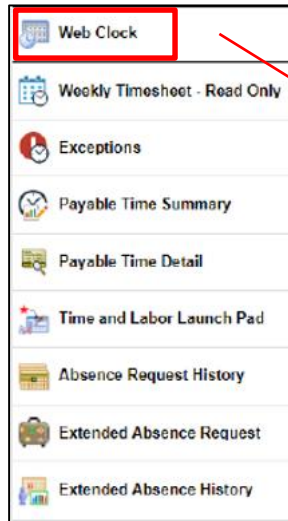 Web Clock
Weekly Timesheet - Read Only
Exceptions
Payable Time Summary
Payable Time Detail
Time and Labor Launch Pad
Absence Request History
Extended Absence Request
Extended Absence History